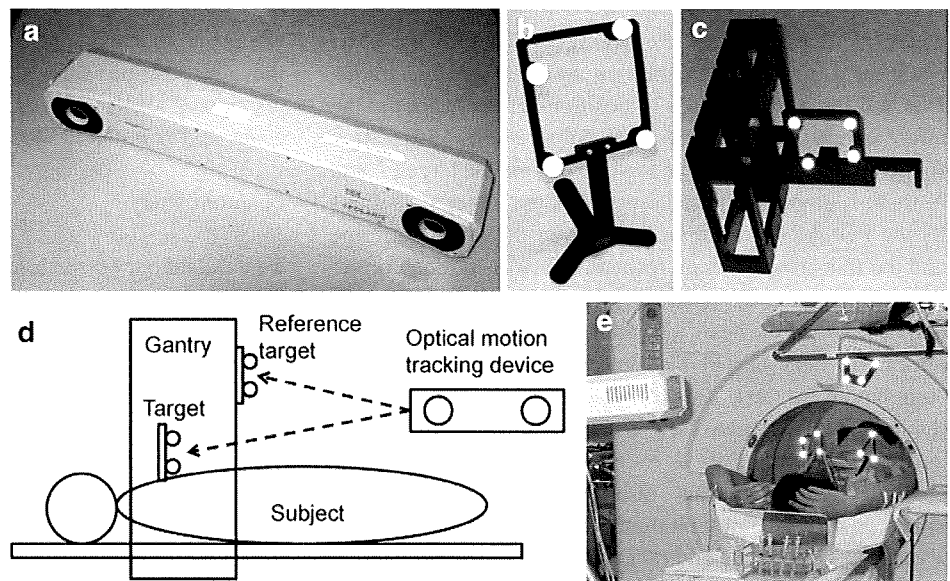 a
b
c
d
Gantry
Reference
target
Optical motion
tracking device
Target
Subject
e